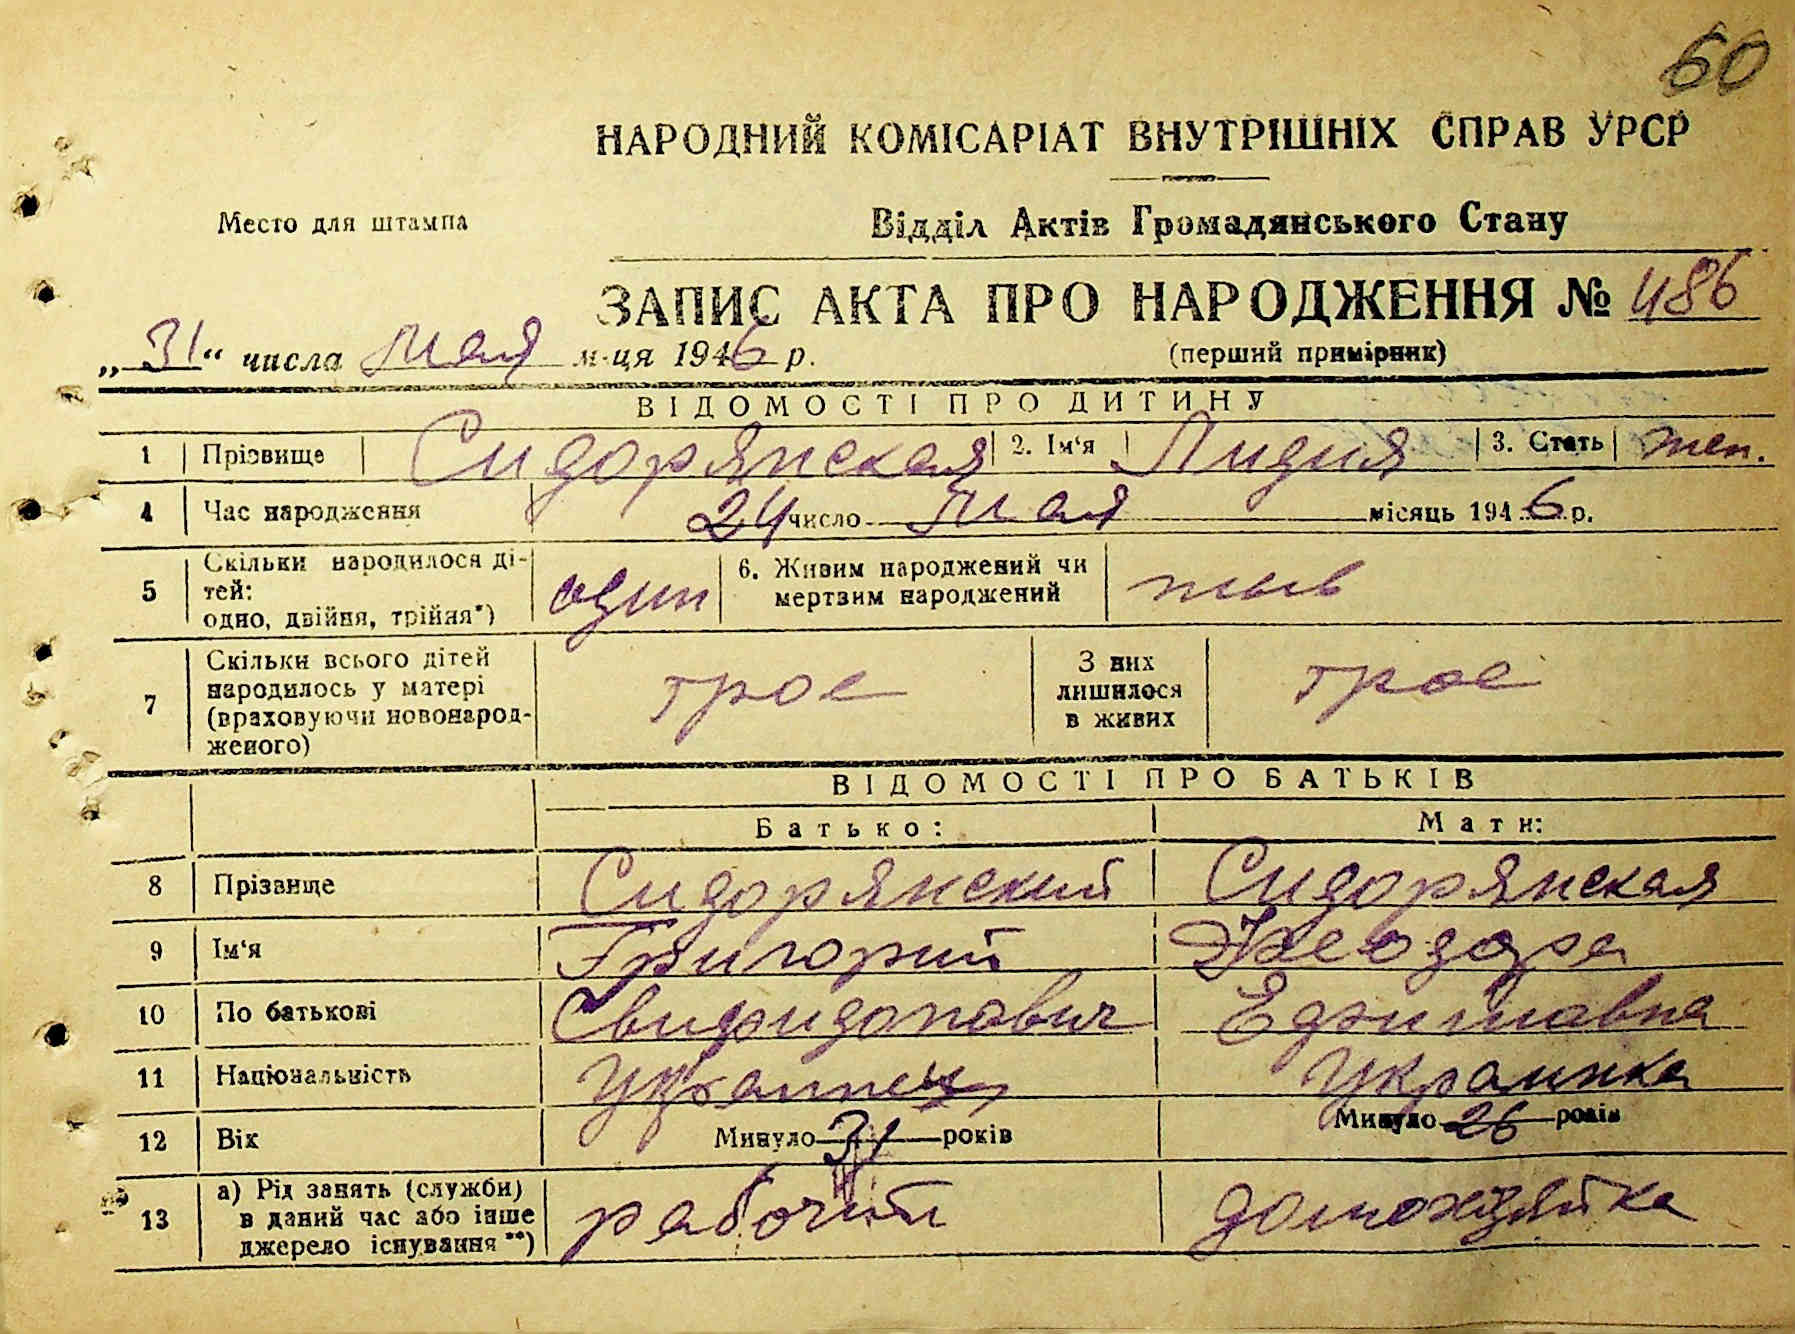 60
НАРОДНИЙ КОМІСАРІАТ ВНУТРІШНІХ СПРАВ УРСР
Место для штампа
Відділ Актів Громадянського Стану
ЗАПИС АКТА ПРО НАРОДЖЕННЯ № 486
„31“ числа мая м-ця 1946 р.
(перший примірник)
ВІДОМОСТІ ПРО ДИТИНУ
1 Прізвище Сидорянская 2. Ім‘я Лидия 3. Стать жен.
4 Час народження 24 число мая місяць 1946 р.
5 Скільки народилося ді-
тей:
одно, двійня, трійня*) один
6. Живим народжений чи
мертвим народжений жыв
7 Скільки всього дітей
народилось у матері
(враховуючи новонарод-
женого) трое
З них
лишилося
в живих трое
ВІДОМОСТІ ПРО БАТЬКІВ
Батько: Мати:
8 Прізвище Сидорянский Сидорянская
9 Ім‘я Григорий Феодора
10 По батькові
11 Національність Украинец Украинка
12 Вік Минуло 31 років Минуло 26 років
13 а) Рід занять (служби)
в даний час або інше
джерело існування**) рабочий домохозяйка